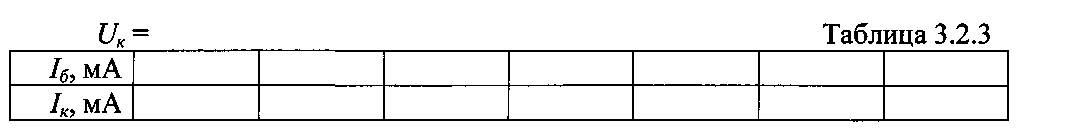 Uк = Таблица 3.2.3
Iб, мА
Iк, мА